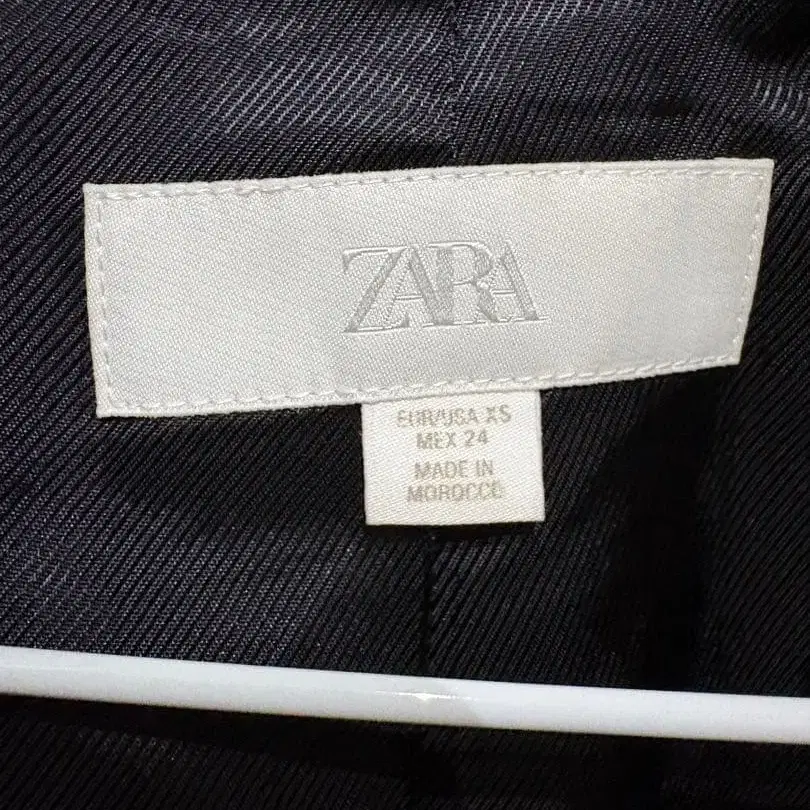 ZARA
EUR/USA XS
MEX 24
MADE IN
MOROCCO